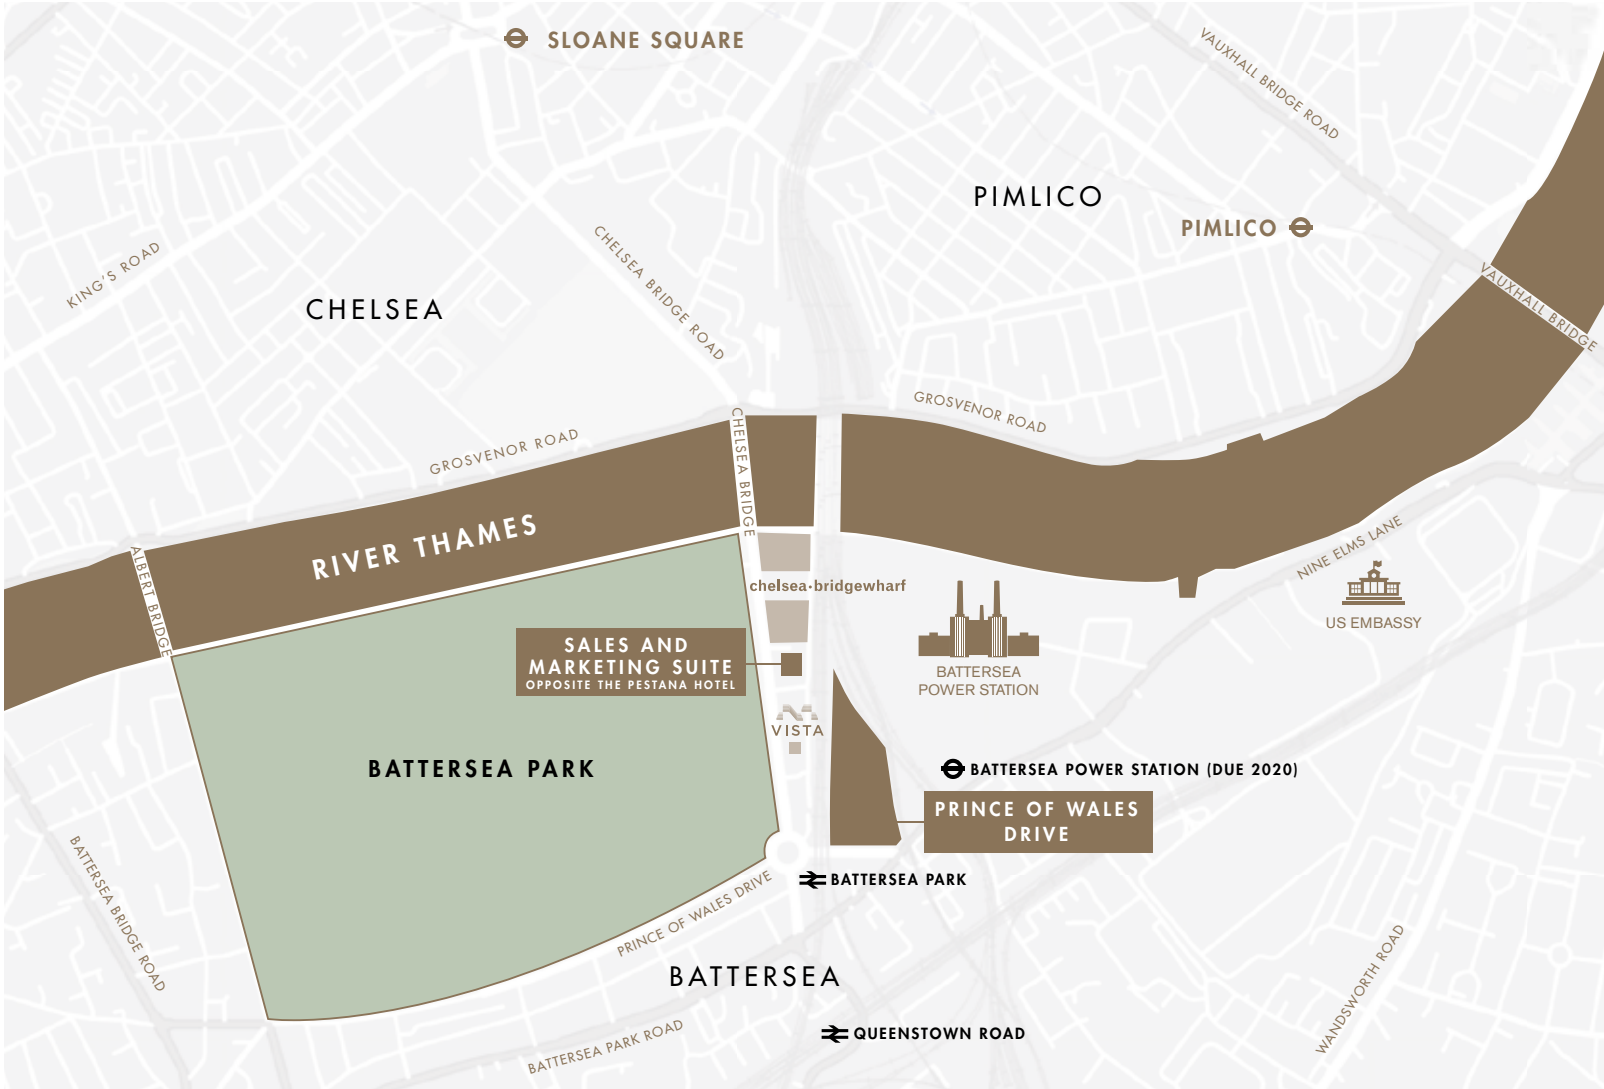 SLOANE SQUARE
VAUXHALL BRIDGE ROAD
PIMLICO
PIMLICO
KING'S ROAD
CHELSEA BRIDGE ROAD
CHELSEA
VAUXHALL BRIDGE
GROSVENOR ROAD
GROSVENOR ROAD
CHELSEA BRIDGE
RIVER THAMES
ALBERT BRIDGE
NINE ELMS LANE
US EMBASSY
chelsea·bridgewharf
SALES AND
MARKETING SUITE
OPPOSITE THE PESTANA HOTEL
BATTERSEA
POWER STATION
VISTA
BATTERSEA PARK
BATTERSEA POWER STATION (DUE 2020)
PRINCE OF WALES
DRIVE
BATTERSEA PARK
BATTERSEA BRIDGE ROAD
PRINCE OF WALES DRIVE
BATTERSEA
WANDSWORTH ROAD
QUEENSTOWN ROAD
BATTERSEA PARK ROAD